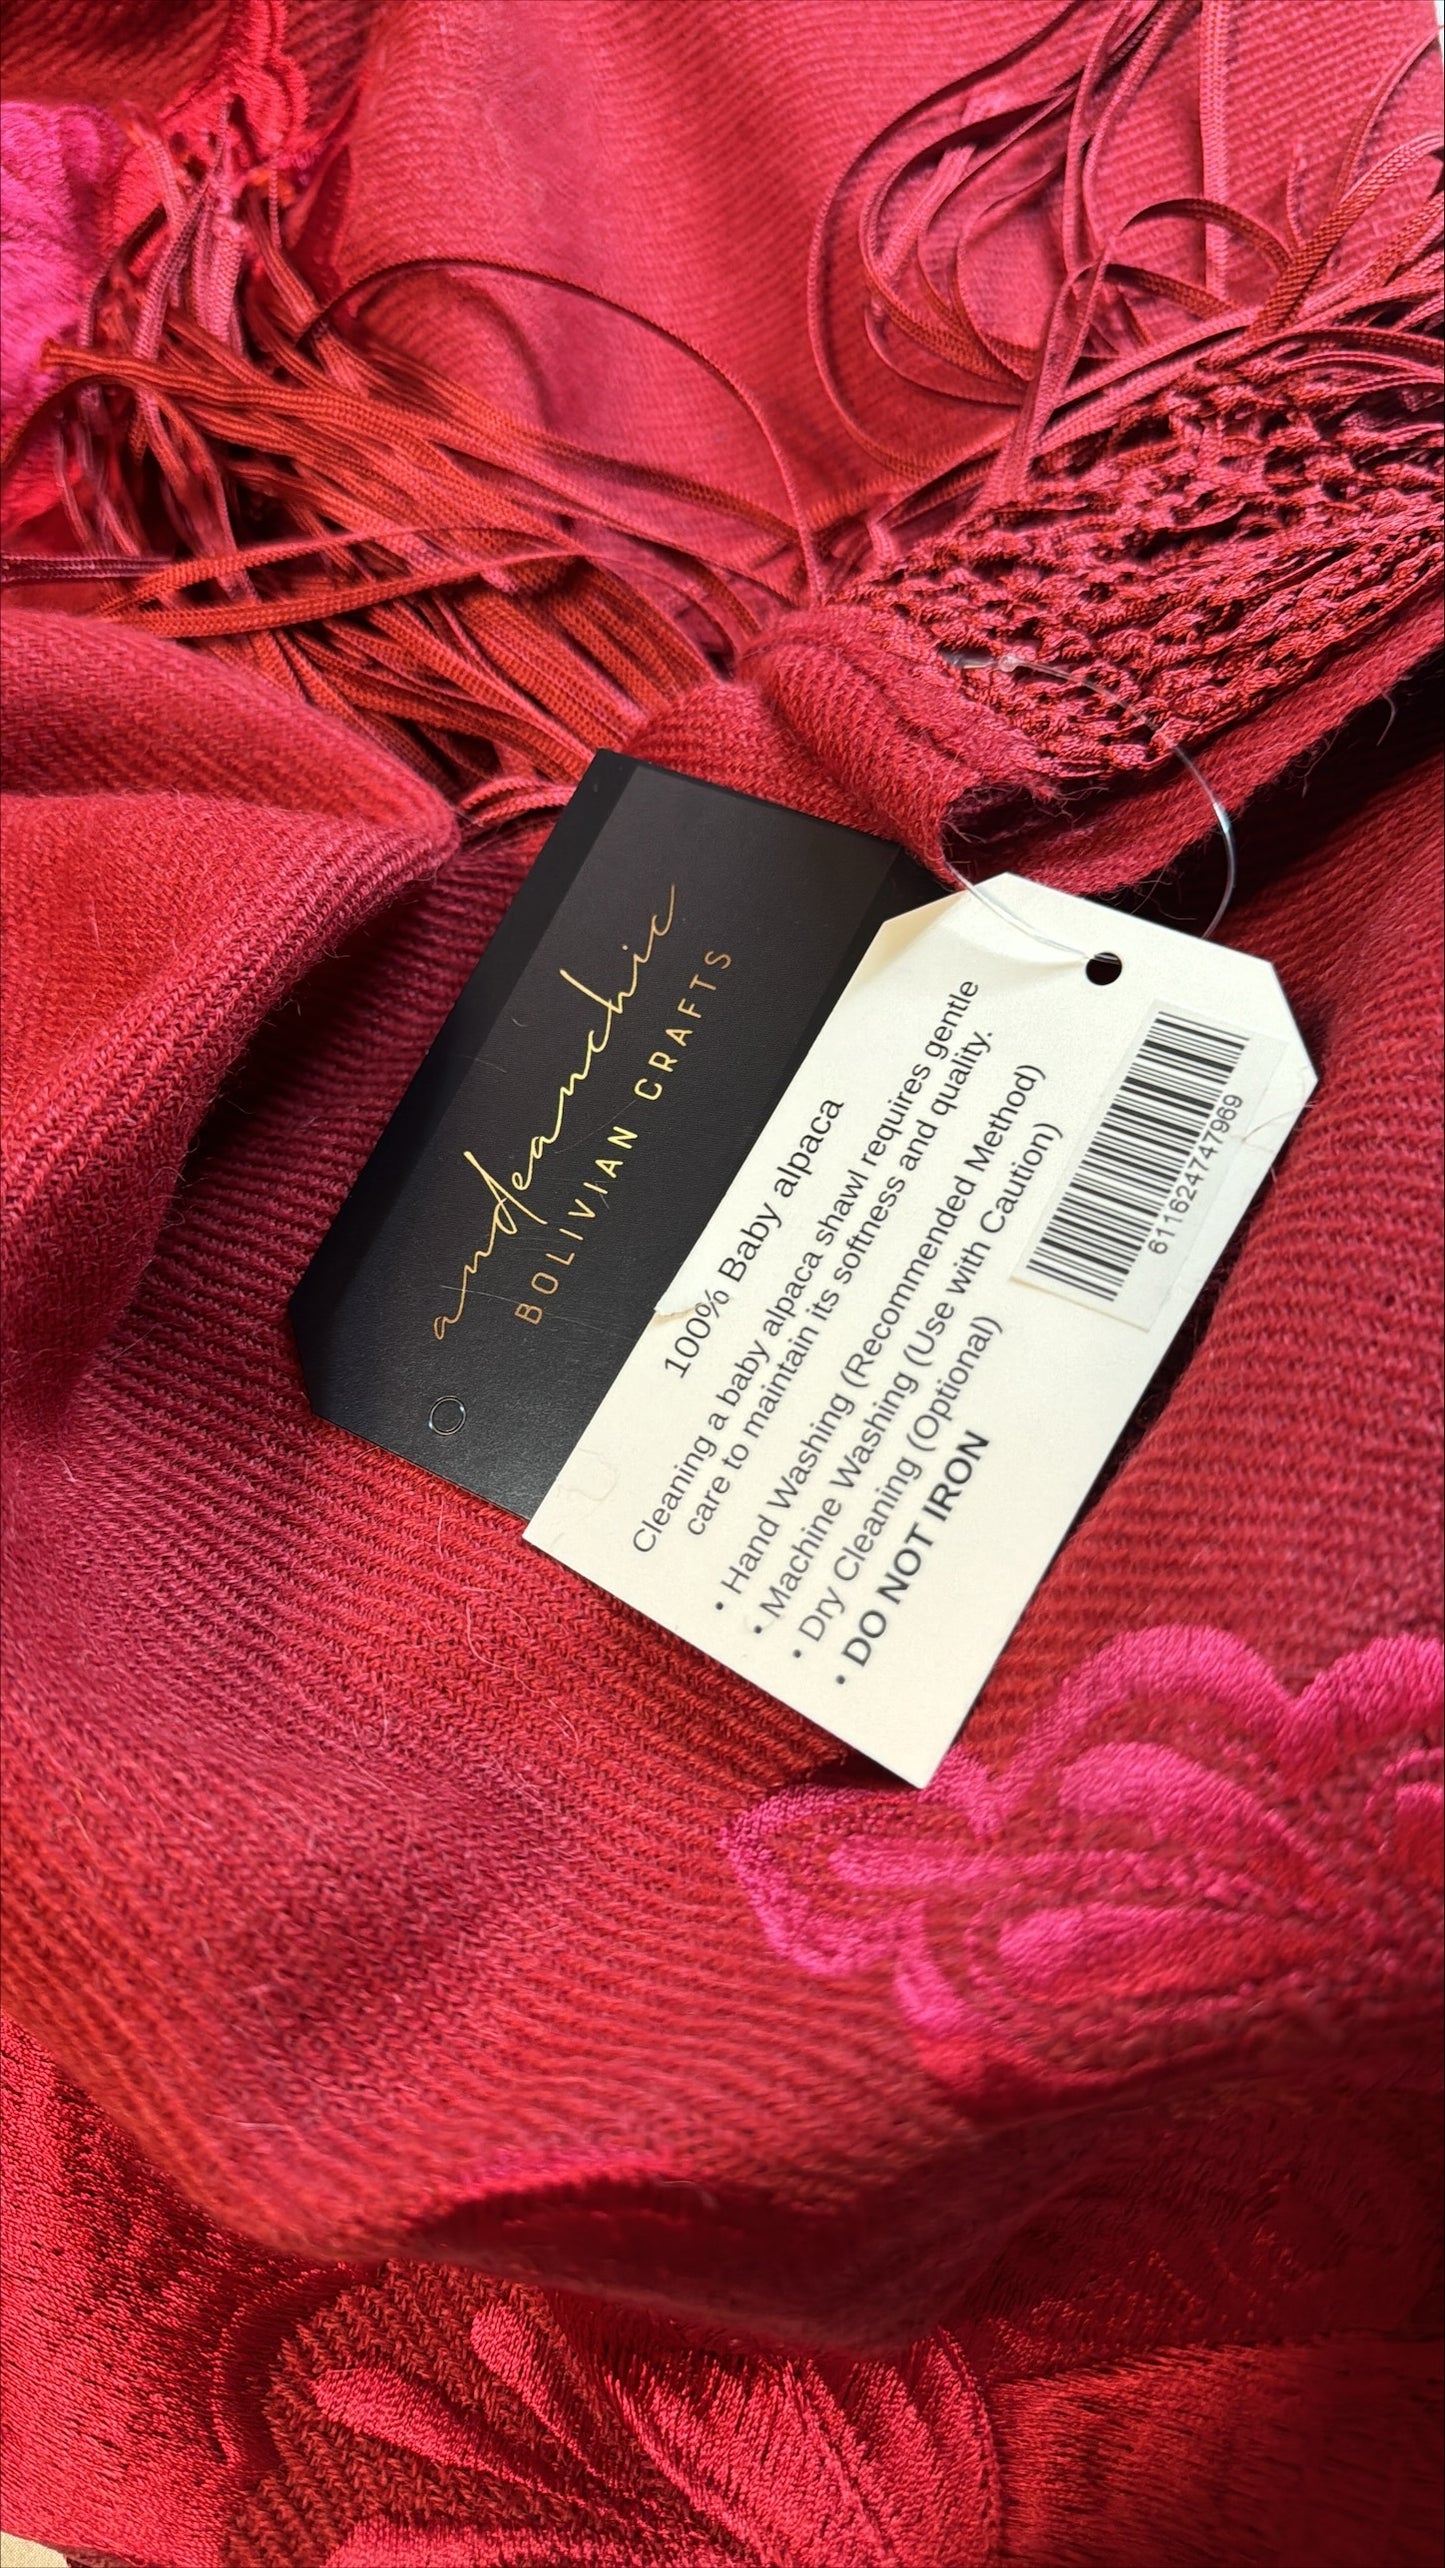 andeanchic
BOLIVIAN CRAFTS
100% Baby alpaca
Cleaning a baby alpaca shawl requires gentle
care to maintain its softness and quality.
• Hand Washing (Recommended Method)
• Machine Washing (Use with Caution)
• Dry Cleaning (Optional)
• DO NOT IRON
611624747969